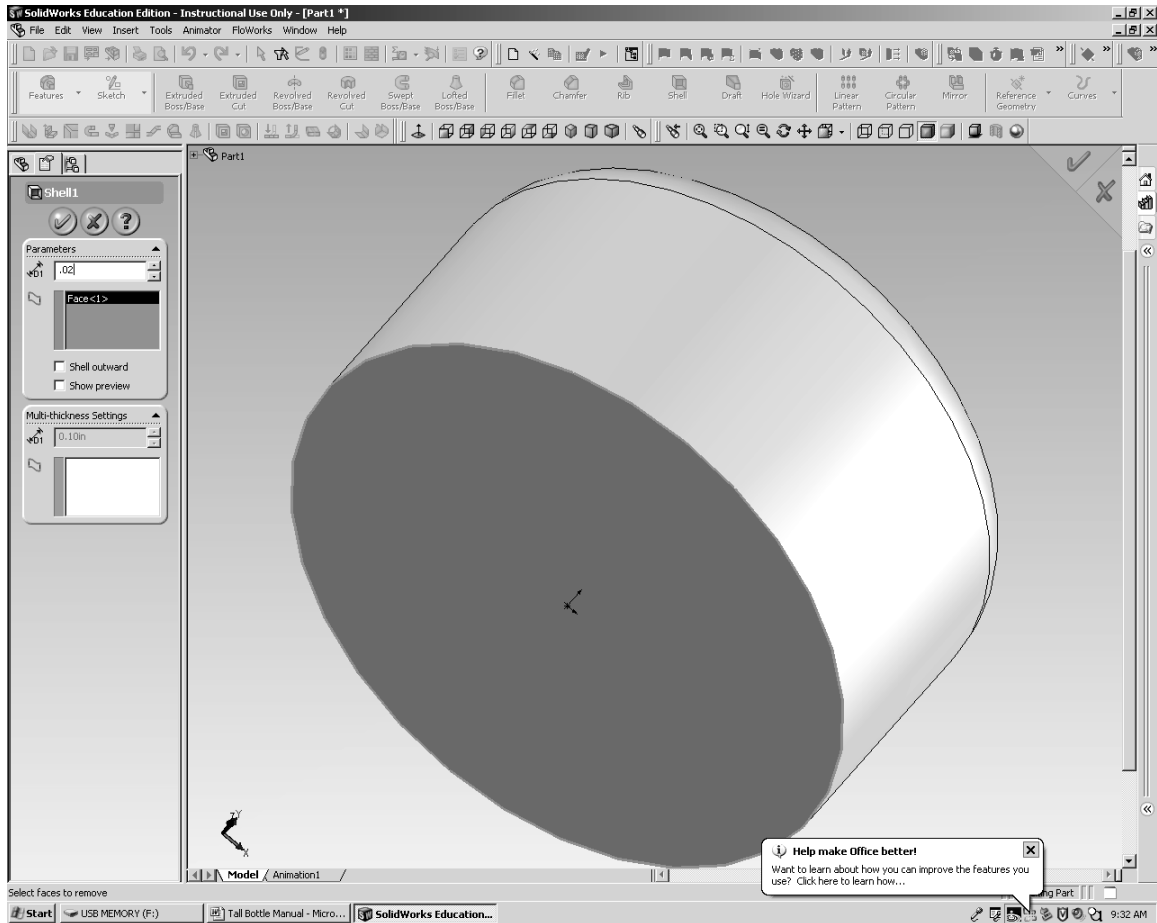 SolidWorks Education Edition - Instructional Use Only - [Part1 *]
File Edit View Insert Tools Animator FloWorks Window Help
Features Sketch Extruded Boss/Base Extruded Cut Revolved Boss/Base Revolved Cut Swept Boss/Base Lofted Boss/Base Fillet Chamfer Rib Shell Draft Hole Wizard Linear Pattern Circular Pattern Mirror Reference Geometry Curves
Part1
Shell1
Parameters
D1 .02
Face<1>
Shell outward
Show preview
Multi-thickness Settings
D1 0.10in
Y
X
Help make Office better!
Want to learn about how you can improve the features you
use? Click here to learn how...
Model Animation1
Select faces to remove
ng Part
Start USB MEMORY (F:) Tall Bottle Manual - Micro... SolidWorks Education... 9:32 AM